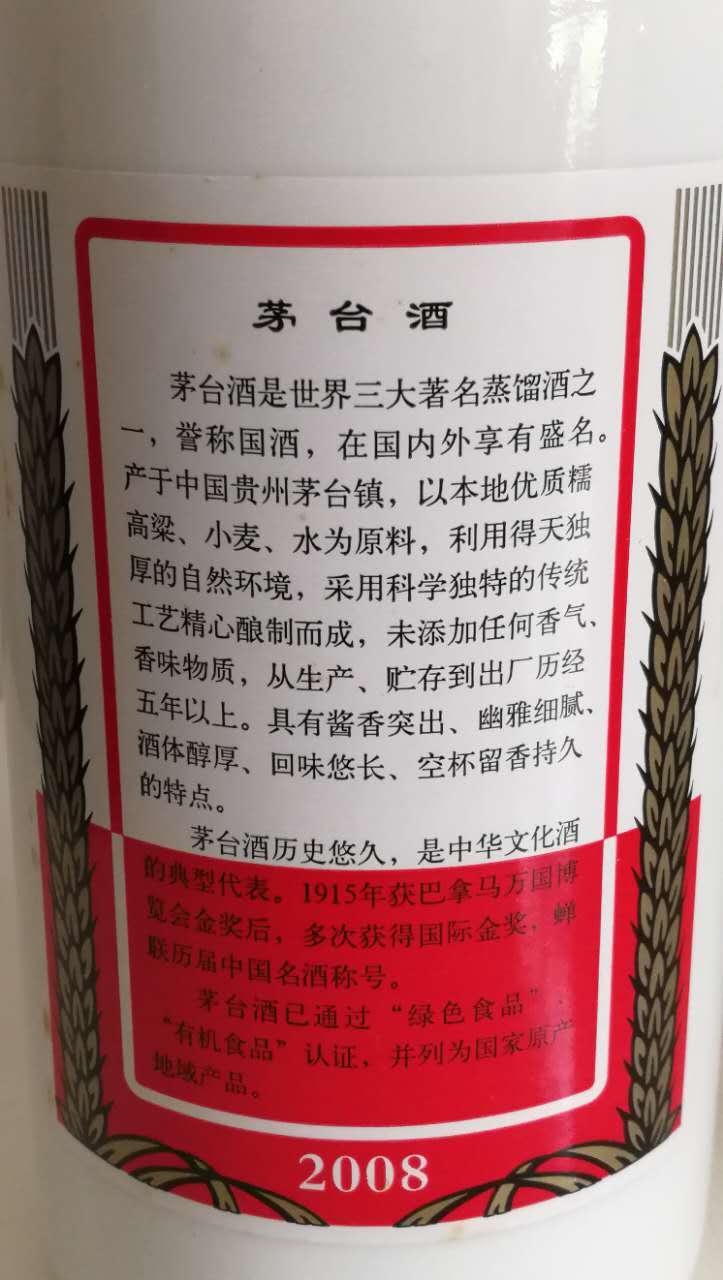 茅台酒
茅台酒是世界三大著名蒸馏酒之
一，誉称国酒，在国内外享有盛名。
产于中国贵州茅台镇，以本地优质糯
高粱、小麦、水为原料，利用得天独
厚的自然环境，采用科学独特的传统
工艺精心酿制而成，未添加任何香气、
香味物质，从生产、贮存到出厂历经
五年以上。具有酱香突出、幽雅细腻、
酒体醇厚、回味悠长、空杯留香持久
的特点。
茅台酒历史悠久，是中华文化酒
的典型代表。1915年获巴拿马万国博
览会金奖后，多次获得国际金奖，蝉
联历届中国名酒称号。
茅台酒已通过“绿色食品”、
“有机食品”认证，并列为国家原产
地域产品。
2008